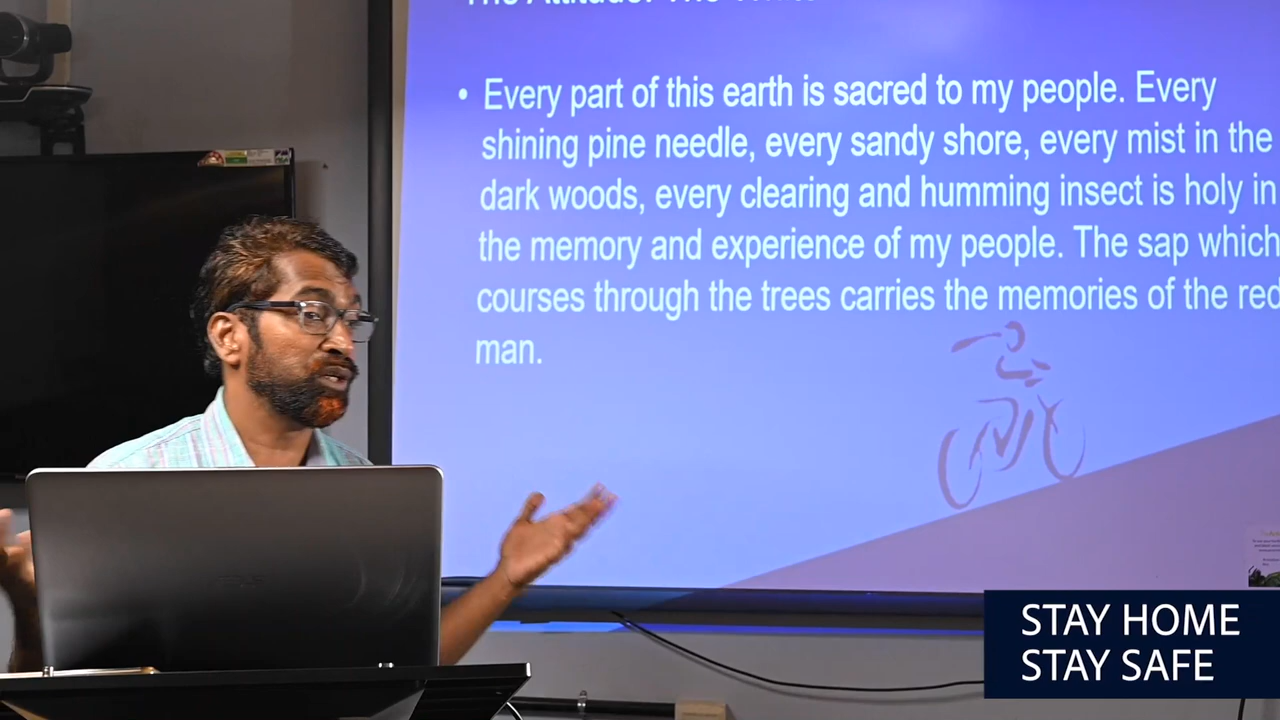 • Every part of this earth is sacred to my people. Every
shining pine needle, every sandy shore, every mist in the
dark woods, every clearing and humming insect is holy in
the memory and experience of my people. The sap which
courses through the trees carries the memories of the red
man.
STAY HOME
STAY SAFE